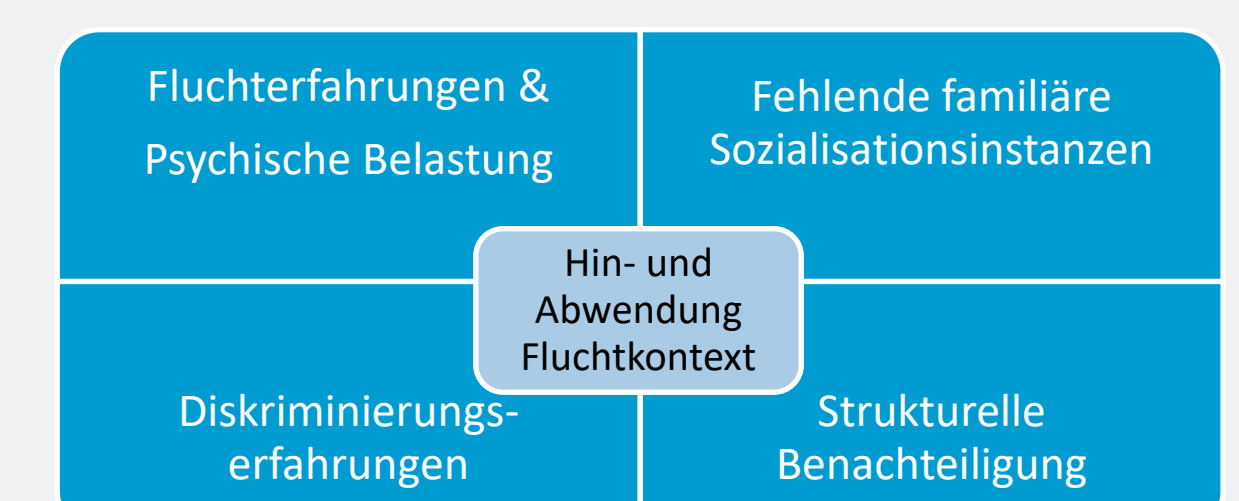 Fluchterfahrungen &
Psychische Belastung
Fehlende familiäre
Sozialisationsinstanzen
Hin- und
Abwendung
Fluchtkontext
Diskriminierungs-
erfahrungen
Strukturelle
Benachteiligung